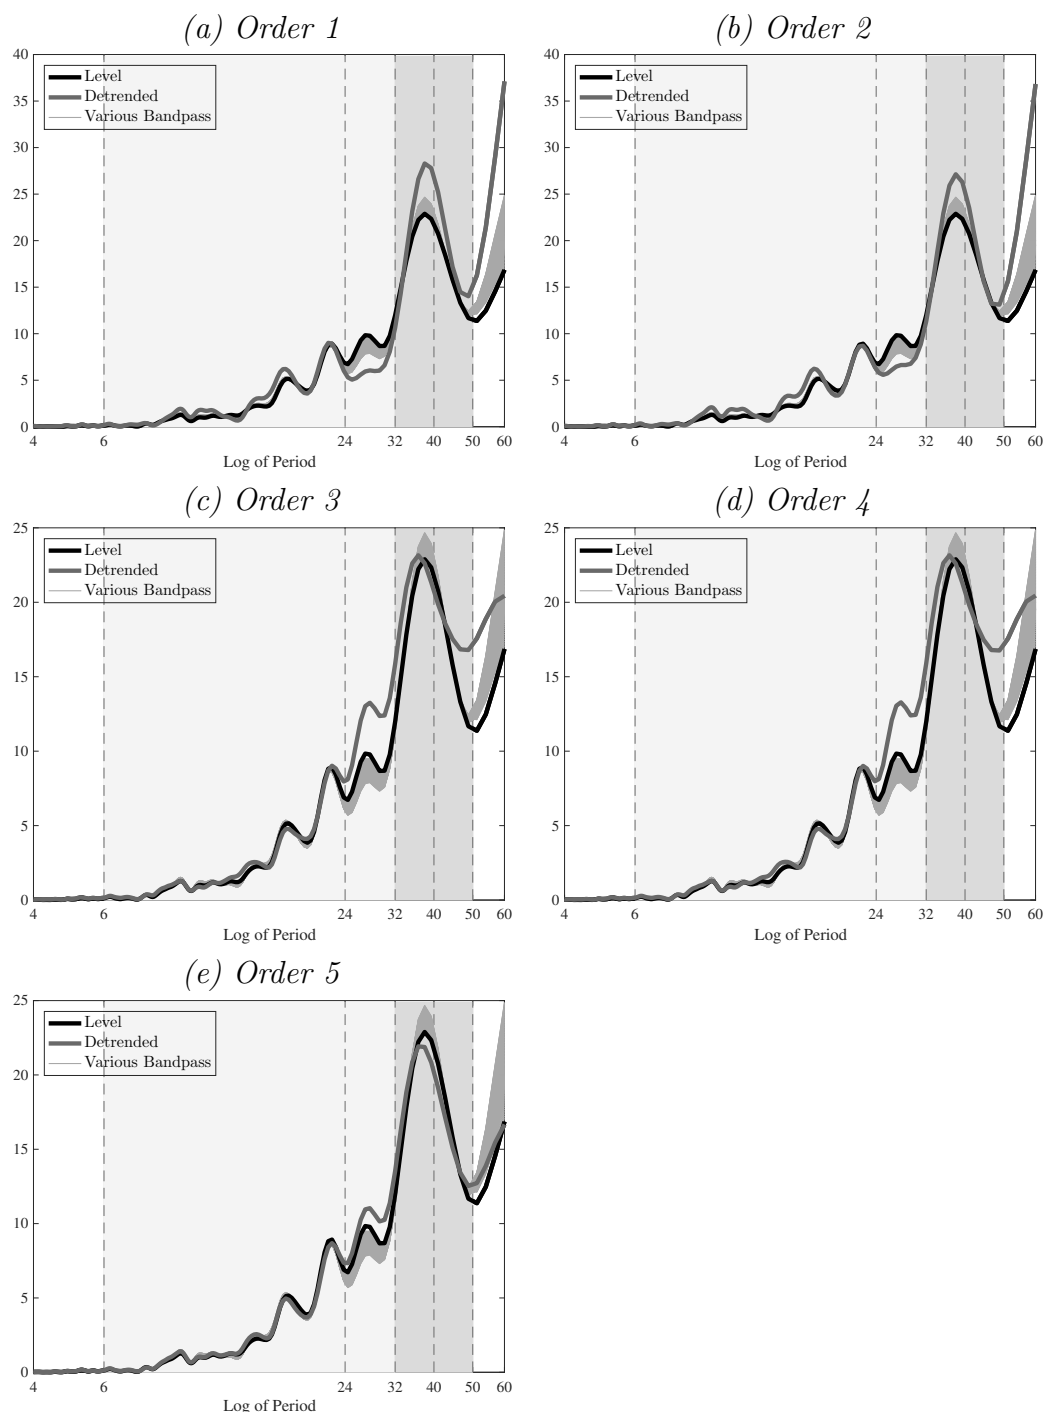 (a) Order 1
40
35
30
25
20
15
10
5
0
Level
Detrended
Various Bandpass
4 6 24 32 40 50 60
Log of Period
(b) Order 2
40
35
30
25
20
15
10
5
0
Level
Detrended
Various Bandpass
4 6 24 32 40 50 60
Log of Period
(c) Order 3
25
20
15
10
5
0
Level
Detrended
Various Bandpass
4 6 24 32 40 50 60
Log of Period
(d) Order 4
25
20
15
10
5
0
Level
Detrended
Various Bandpass
4 6 24 32 40 50 60
Log of Period
(e) Order 5
25
20
15
10
5
0
Level
Detrended
Various Bandpass
4 6 24 32 40 50 60
Log of Period